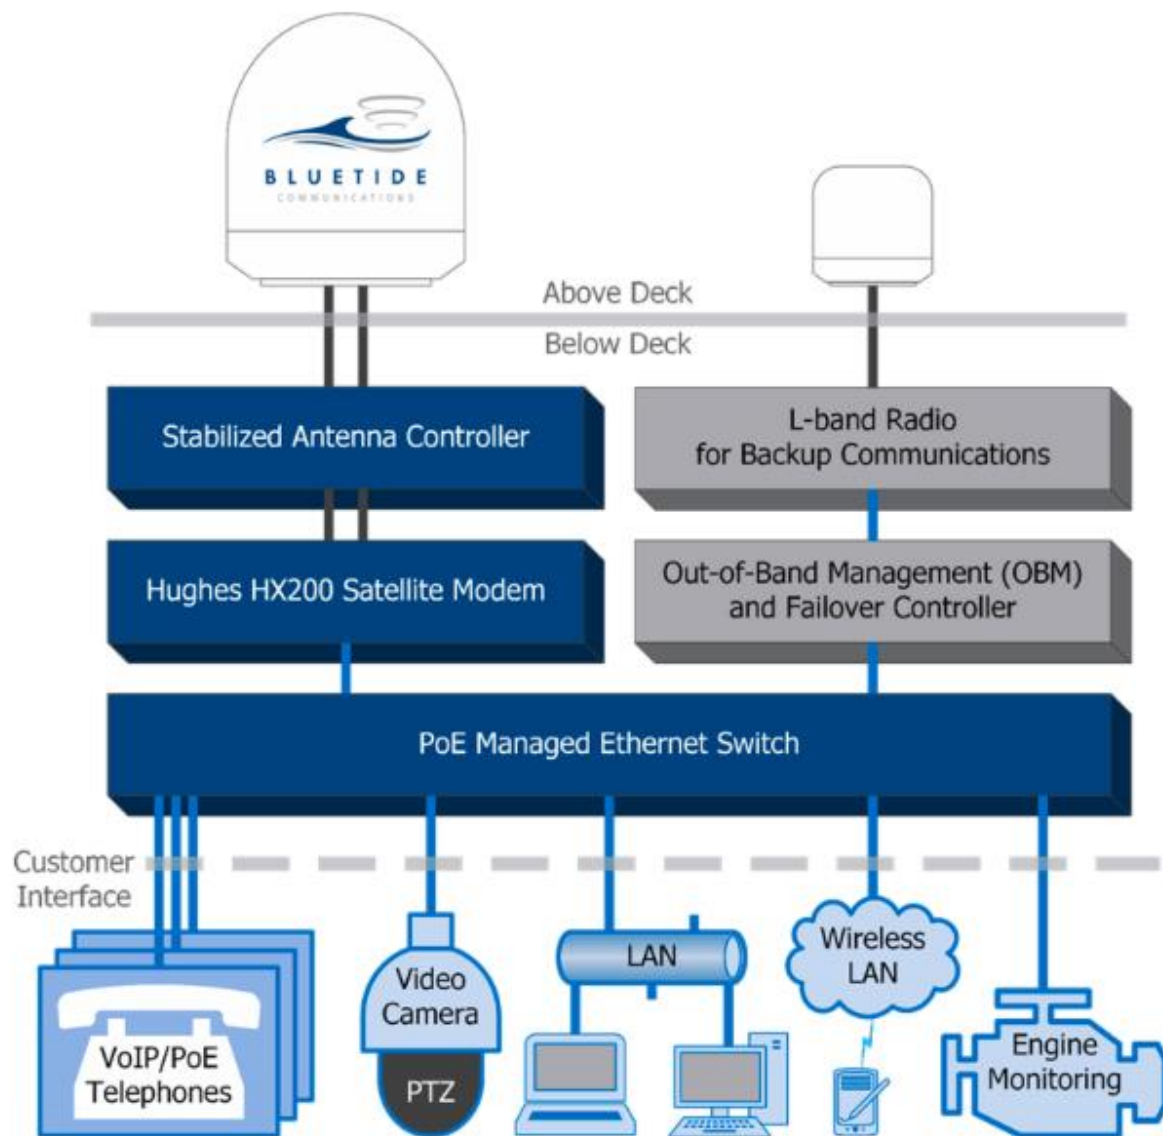 BLUETIDE
COMMUNICATIONS
Above Deck
Below Deck
Stabilized Antenna Controller
L-band Radio
for Backup Communications
Hughes HX200 Satellite Modem
Out-of-Band Management (OBM)
and Failover Controller
PoE Managed Ethernet Switch
Customer
Interface
VoIP/PoE
Telephones
Video
Camera
PTZ
LAN
Wireless
LAN
Engine
Monitoring